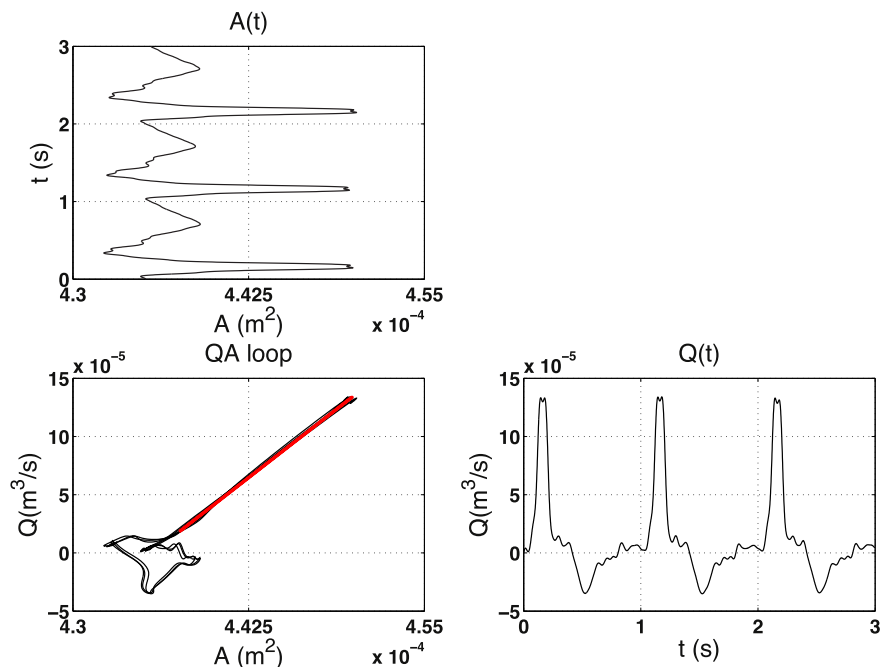 A(t)
3
2
1
0
t (s)
4.3
4.425
4.55
A (m²)
x 10⁻⁴
QA loop
x 10⁻⁵
15
10
5
0
−5
Q(m³/s)
4.3
4.425
4.55
A (m²)
x 10⁻⁴
Q(t)
x 10⁻⁵
15
10
5
0
−5
Q(m³/s)
0
1
2
3
t (s)